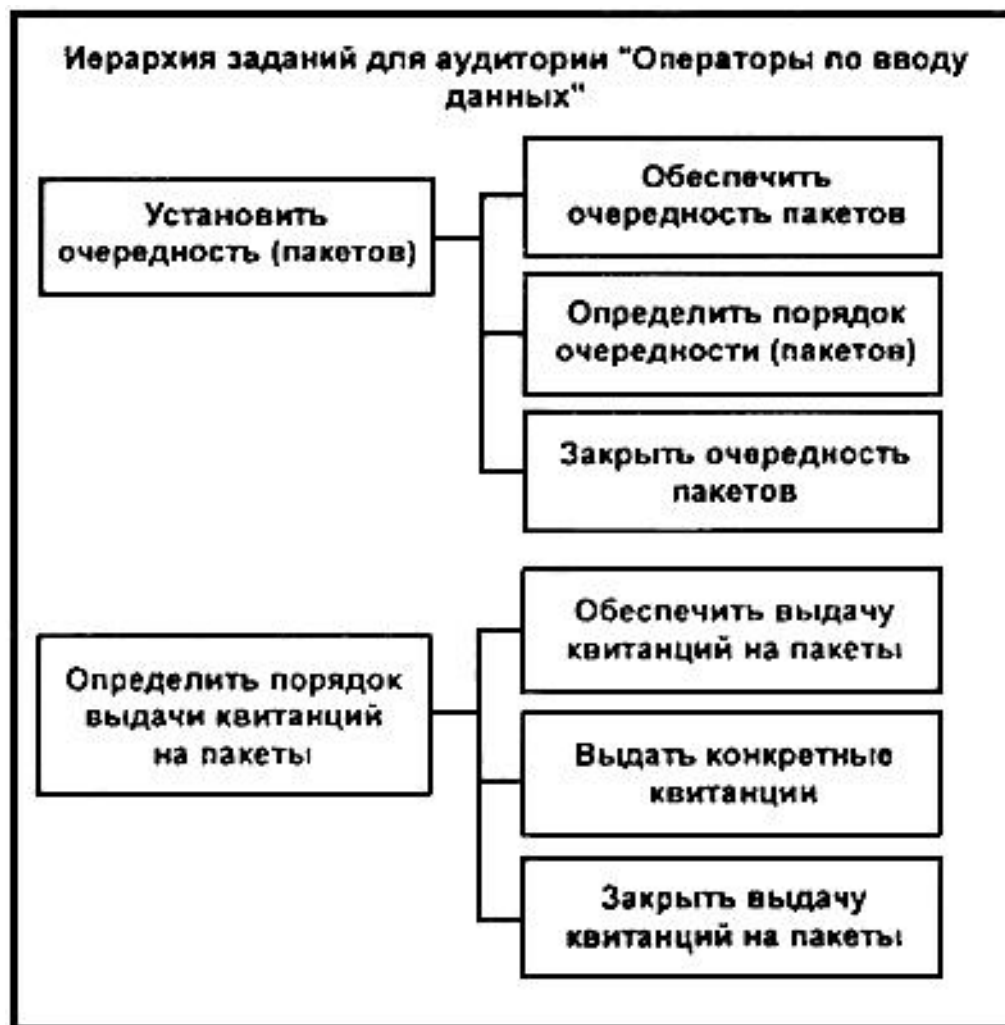 Иерархия заданий для аудитории "Операторы по вводу
данных"
Установить
очередность (пакетов)
Обеспечить
очередность пакетов
Определить порядок
очередности (пакетов)
Закрыть очередность
пакетов
Определить порядок
выдачи квитанций
на пакеты
Обеспечить выдачу
квитанций на пакеты
Выдать конкретные
квитанции
Закрыть выдачу
квитанций на пакеты